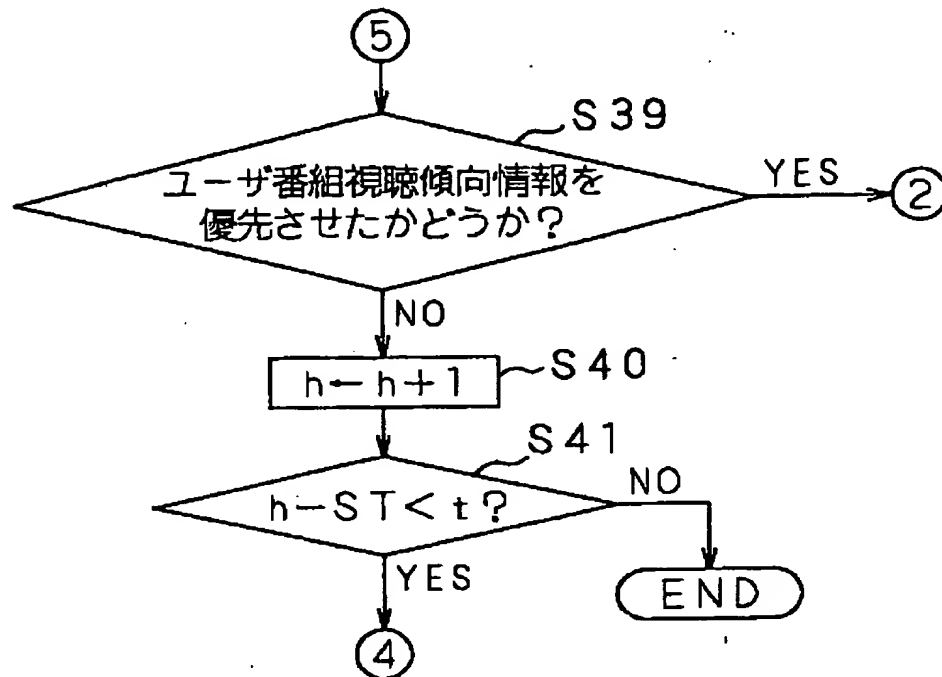 ⑤
S39
ユーザ番組視聴傾向情報を
優先させたかどうか?
YES
②
NO
S40
h←h+1
S41
h-ST<t?
NO
YES
END
④